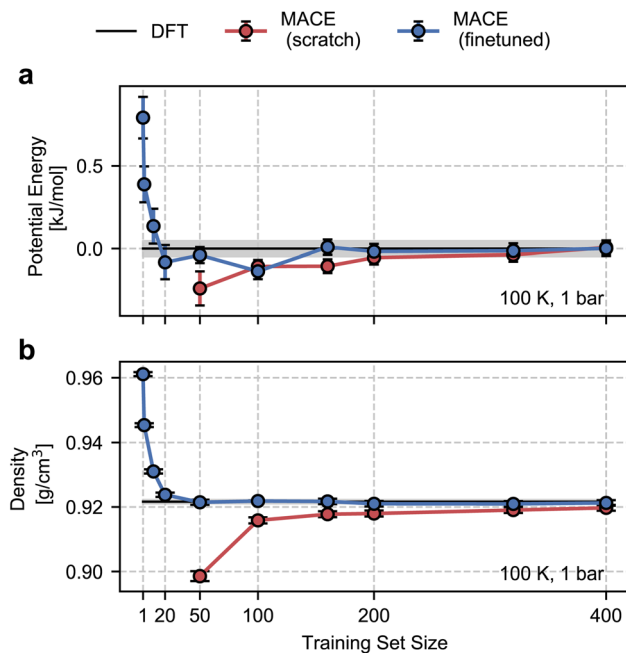 DFT
MACE
(scratch)
MACE
(finetuned)
a
Potential Energy
[kJ/mol]
0.5
0.0
100 K, 1 bar
b
Density
[g/cm³]
0.96
0.94
0.92
0.90
100 K, 1 bar
1 20 50 100 200 400
Training Set Size